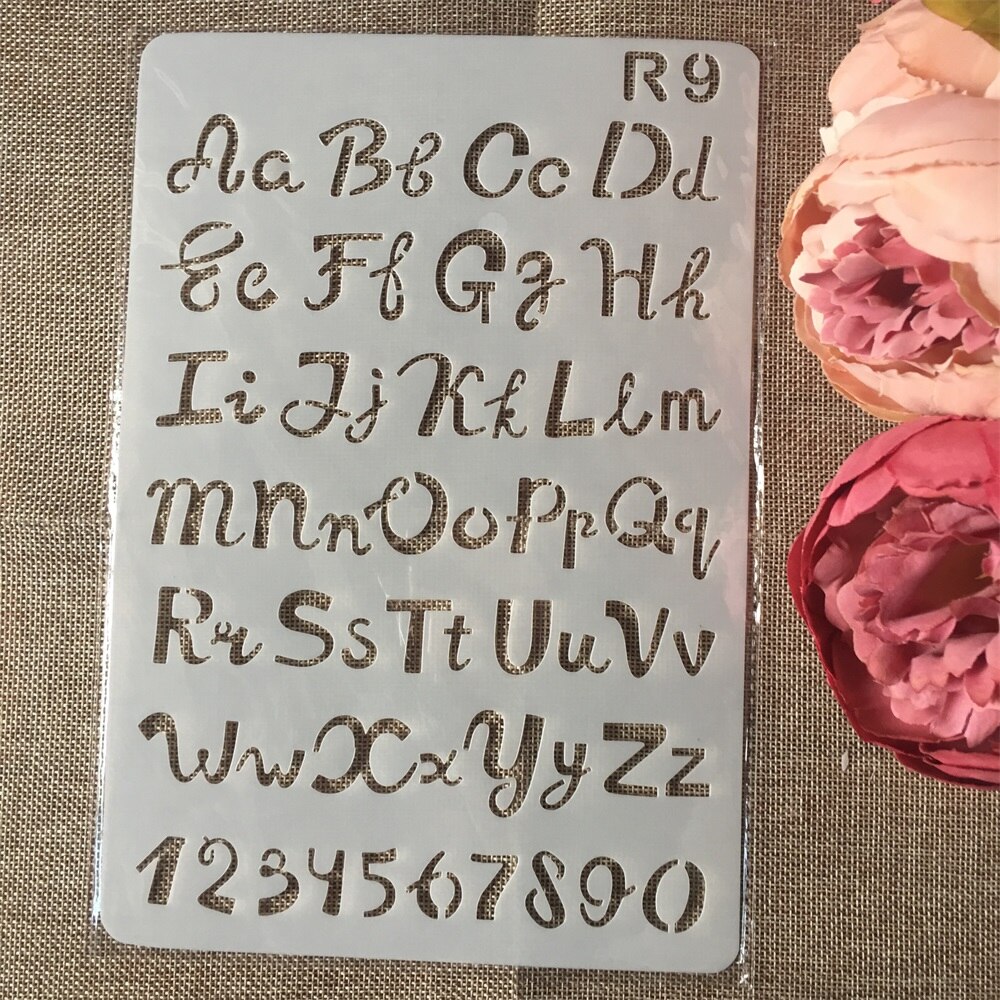 R9
Aa Bb Cc Dd
Ee Ff Gg Hh
Ii Jj Kk Ll m
m Nn Oo Pp Qq
Rr Ss Tt Uu Vv
Ww Xx Yy Zz
1234567890